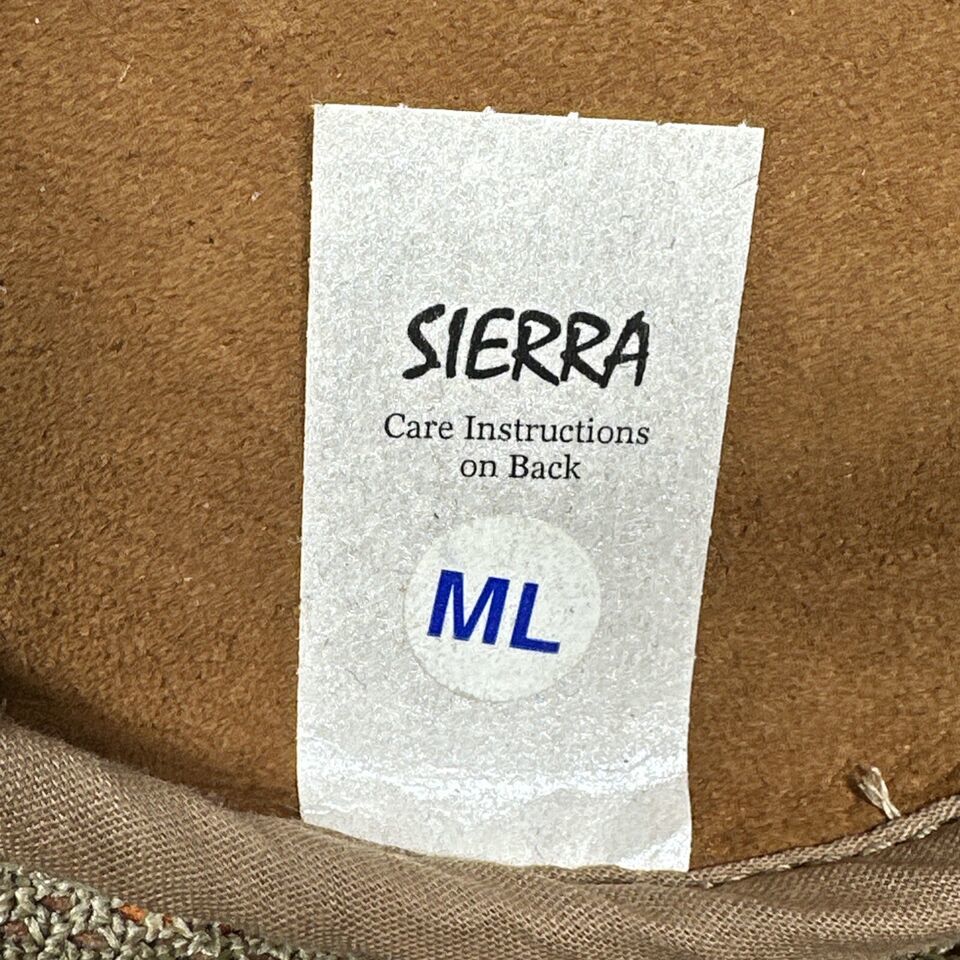 SIERRA
Care Instructions
on Back
ML